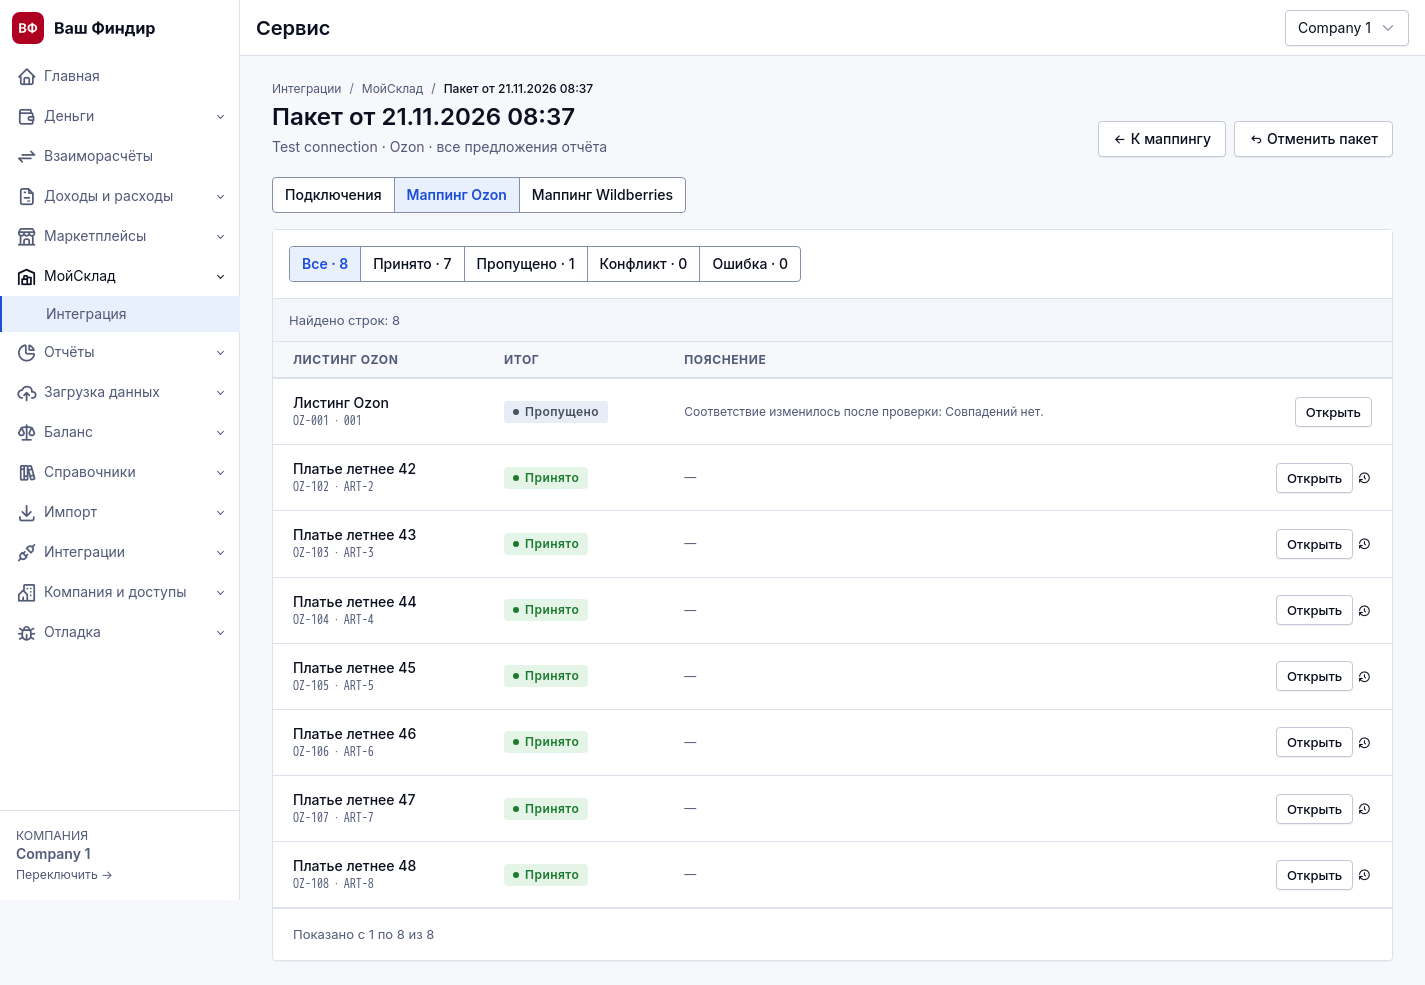 ВФ Ваш Финдир
Главная
Деньги
Взаиморасчёты
Доходы и расходы
Маркетплейсы
МойСклад
Интеграция
Отчёты
Загрузка данных
Баланс
Справочники
Импорт
Интеграции
Компания и доступы
Отладка
КОМПАНИЯ
Company 1
Переключить →
Сервис
Company 1
Интеграции / МойСклад / Пакет от 21.11.2026 08:37
Пакет от 21.11.2026 08:37
Test connection · Ozon · все предложения отчёта
← К маппингу
Отменить пакет
Подключения Маппинг Ozon Маппинг Wildberries
Все · 8 Принято · 7 Пропущено · 1 Конфликт · 0 Ошибка · 0
Найдено строк: 8
ЛИСТИНГ OZON ИТОГ ПОЯСНЕНИЕ
Листинг Ozon
OZ-001 · 001
Пропущено
Соответствие изменилось после проверки: Совпадений нет.
Открыть
Платье летнее 42
OZ-102 · ART-2
Принято
—
Открыть
Платье летнее 43
OZ-103 · ART-3
Принято
—
Открыть
Платье летнее 44
OZ-104 · ART-4
Принято
—
Открыть
Платье летнее 45
OZ-105 · ART-5
Принято
—
Открыть
Платье летнее 46
OZ-106 · ART-6
Принято
—
Открыть
Платье летнее 47
OZ-107 · ART-7
Принято
—
Открыть
Платье летнее 48
OZ-108 · ART-8
Принято
—
Открыть
Показано с 1 по 8 из 8